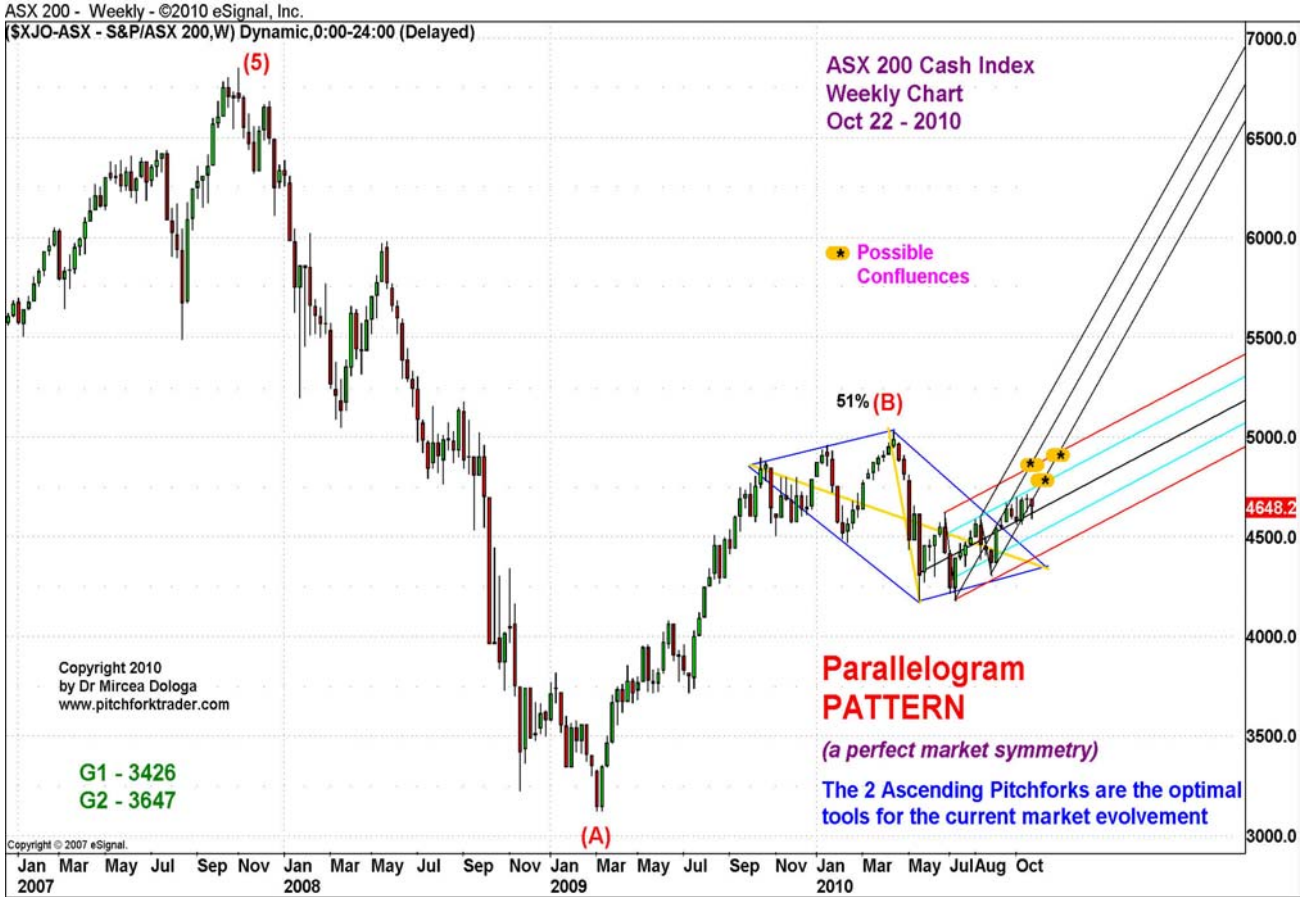 ASX 200 - Weekly - ©2010 eSignal, Inc.
($XJO-ASX - S&P/ASX 200,W) Dynamic,0:00-24:00 (Delayed)
7000.0
(5)
ASX 200 Cash Index
Weekly Chart
Oct 22 - 2010
6500.0
6000.0
* Possible
Confluences
5500.0
51% (B)
5000.0
*
*
*
4648.2
4500.0
4000.0
Copyright 2010
by Dr Mircea Dologa
www.pitchforktrader.com
Parallelogram
PATTERN
(a perfect market symmetry)
3500.0
G1 - 3426
G2 - 3647
The 2 Ascending Pitchforks are the optimal
tools for the current market evolvement
(A)
3000.0
Copyright © 2007 eSignal.
Jan Mar May Jul Sep Nov Jan Mar May Jul Sep Nov Jan Mar May Jul Sep Nov Jan Mar May Jul Aug Oct
2007 2008 2009 2010